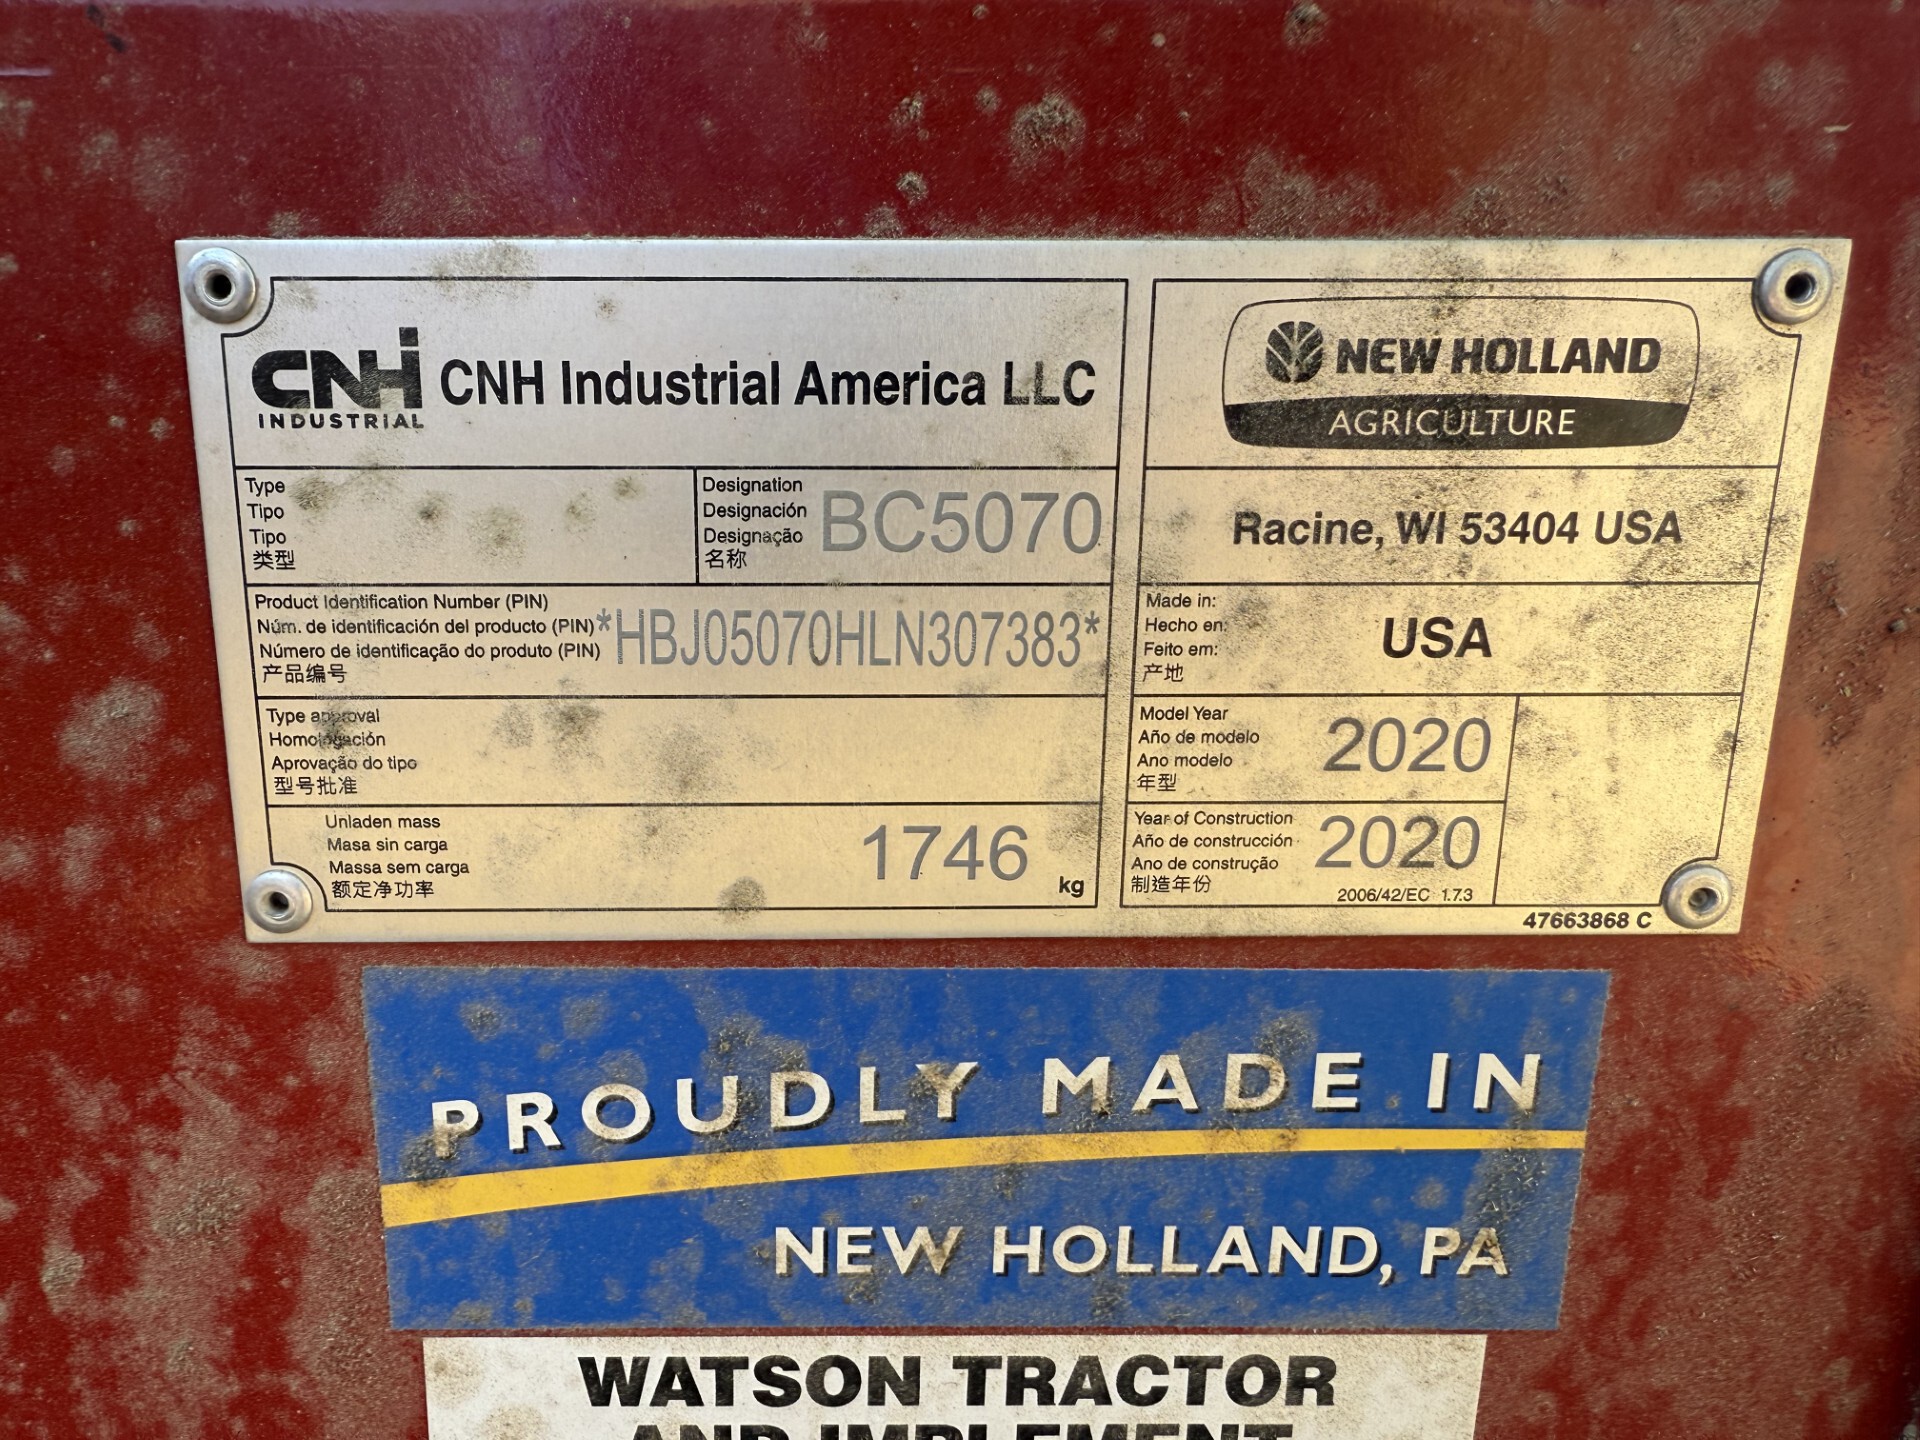 CNH INDUSTRIAL CNH Industrial America LLC
Type
Tipo
Tipo
类型
Designation
Designación
Designação
名称
BC5070
Product Identification Number (PIN)
Núm. de identificación del producto (PIN)
Número de identificação do produto (PIN)
产品编号
*HBJ05070HLN307383*
Type approval
Homologación
Aprovação do tipo
型号批准
Unladen mass
Masa sin carga
Massa sem carga
额定净功率
1746 kg
NEW HOLLAND
AGRICULTURE
Racine, WI 53404 USA
Made in:
Hecho en:
Feito em:
产地
USA
Model Year
Año de modelo
Ano modelo
年型
2020
Year of Construction
Año de construcción
Ano de construção
制造年份
2020
2006/42/EC 1.7.3
47663868 C
PROUDLY MADE IN
NEW HOLLAND, PA
WATSON TRACTOR
AND IMPLEMENT